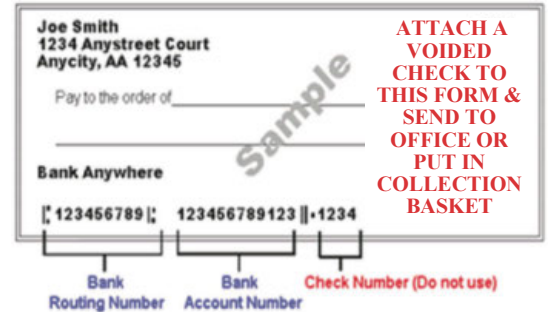 Joe Smith
1234 Anystreet Court
Anycity, AA 12345
Pay to the order of
Sample
Bank Anywhere
⑆123456789⑆ 123456789123⑈1234
ATTACH A
VOIDED
CHECK TO
THIS FORM &
SEND TO
OFFICE OR
PUT IN
COLLECTION
BASKET
Bank
Routing Number
Bank
Account Number
Check Number (Do not use)